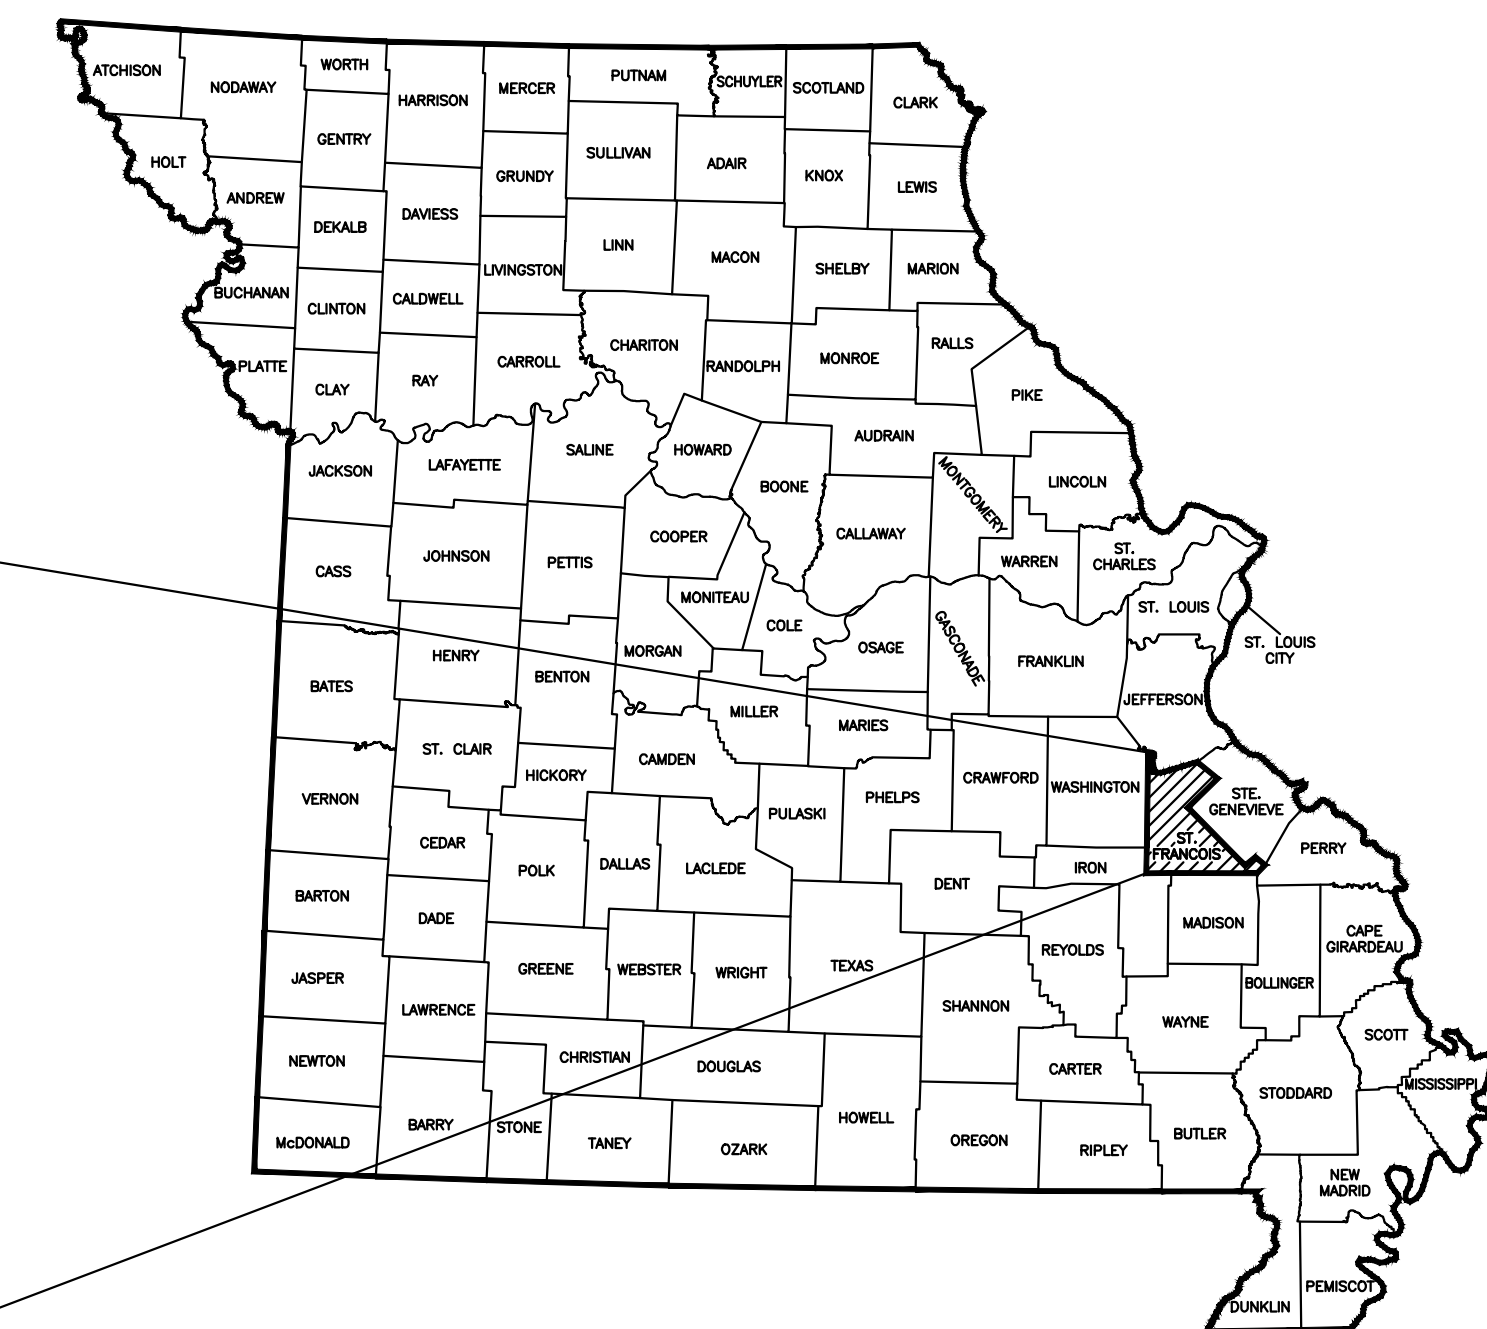 ATCHISON
NODAWAY
WORTH
HARRISON
MERCER
PUTNAM
SCHUYLER
SCOTLAND
CLARK
GENTRY
HOLT
SULLIVAN
ADAIR
KNOX
LEWIS
GRUNDY
ANDREW
DEKALB
DAVIESS
LINN
MACON
SHELBY
MARION
LIVINGSTON
BUCHANAN
CLINTON
CALDWELL
CHARITON
RANDOLPH
MONROE
RALLS
PLATTE
CLAY
RAY
CARROLL
PIKE
AUDRAIN
JACKSON
LAFAYETTE
SALINE
HOWARD
BOONE
MONTGOMERY
LINCOLN
COOPER
CALLAWAY
WARREN
ST.
CHARLES
CASS
JOHNSON
PETTIS
MONITEAU
COLE
ST. LOUIS
ST. LOUIS
CITY
HENRY
MORGAN
OSAGE
GASCONADE
FRANKLIN
BATES
BENTON
MILLER
MARIES
JEFFERSON
ST. CLAIR
HICKORY
CAMDEN
CRAWFORD
WASHINGTON
VERNON
PULASKI
PHELPS
STE.
GENEVIEVE
CEDAR
POLK
DALLAS
LACLEDE
DENT
IRON
ST.
FRANCOIS
PERRY
BARTON
DADE
MADISON
CAPE
GIRARDEAU
JASPER
GREENE
WEBSTER
WRIGHT
TEXAS
REYOLDS
BOLLINGER
LAWRENCE
SHANNON
WAYNE
SCOTT
NEWTON
CHRISTIAN
DOUGLAS
CARTER
STODDARD
MISSISSIPPI
McDONALD
BARRY
STONE
TANEY
OZARK
HOWELL
OREGON
RIPLEY
BUTLER
NEW
MADRID
DUNKLIN
PEMISCOT